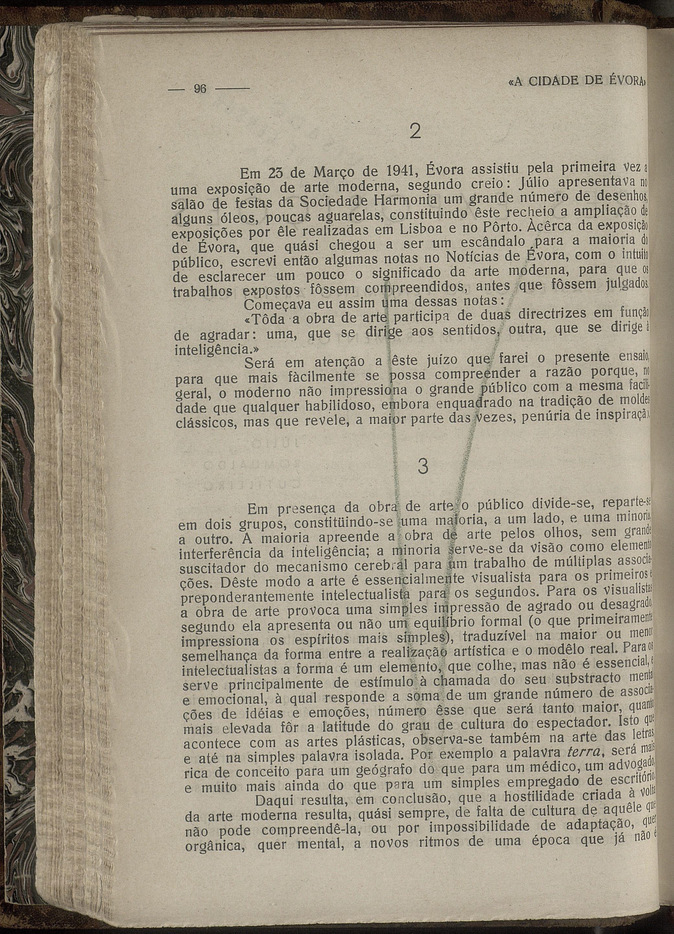 — 96 —
«A CIDADE DE ÉVORA»
2
Em 23 de Março de 1941, Évora assistiu pela primeira vez a
uma exposição de arte moderna, segundo creio: Júlio apresentava no
salão de festas da Sociedade Harmonia um grande número de desenhos,
alguns óleos, poucas aguarelas, constituindo êste recheio a ampliação de
exposições por êle realizadas em Lisboa e no Pôrto. Acêrca da exposição
de Évora, que quási chegou a ser um escândalo para a maioria do
público, escrevi então algumas notas no Notícias de Évora, com o intuito
de esclarecer um pouco o significado da arte moderna, para que os
trabalhos expostos fôssem compreendidos, antes que fôssem julgados.
Começava eu assim uma dessas notas:
«Tôda a obra de arte participa de duas directrizes em função
de agradar: uma, que se dirige aos sentidos, outra, que se dirige à
inteligência.»
Será em atenção a êste juízo que farei o presente ensaio,
para que mais fàcilmente se possa compreender a razão porque, no
geral, o moderno não impressiona o grande público com a mesma facili-
dade que qualquer habilidoso, embora enquadrado na tradição de moldes
clássicos, mas que revele, a maior parte das vezes, penúria de inspiração.
3
Em presença da obra de arte o público divide-se, reparte-se
em dois grupos, constitüindo-se uma maioria, a um lado, e uma minoria,
a outro. A maioria apreende a obra de arte pelos olhos, sem grande
interferência da inteligência; a minoria serve-se da visão como elemento
suscitador do mecanismo cerebral para um trabalho de múltiplas associa-
ções. Dêste modo a arte é essencialmente visualista para os primeiros e
preponderantemente intelectualista para os segundos. Para os visualistas
a obra de arte provoca uma simples impressão de agrado ou desagrado,
segundo ela apresenta ou não um equilíbrio formal (o que primeiramente
impressiona os espíritos mais simples), traduzível na maior ou menor
semelhança da forma entre a realização artística e o modêlo real. Para os
intelectualistas a forma é um elemento, que colhe, mas não é essencial, e
serve principalmente de estímulo à chamada do seu substracto mental
e emocional, à qual responde a soma de um grande número de associa-
ções de idéias e emoções, número êsse que será tanto maior, quanto
mais elevada fôr a latitude do grau de cultura do espectador. Isto que
acontece com as artes plásticas, observa-se também na arte das letras
e até na simples palavra isolada. Por exemplo a palavra terra, será mais
rica de conceito para um geógrafo do que para um médico, um advogado,
e muito mais ainda do que para um simples empregado de escritório.
Daqui resulta, em conclusão, que a hostilidade criada à volta
da arte moderna resulta, quási sempre, de falta de cultura de aquêle que
não pode compreendê-la, ou por impossibilidade de adaptação, quer
orgânica, quer mental, a novos ritmos de uma época que já não é